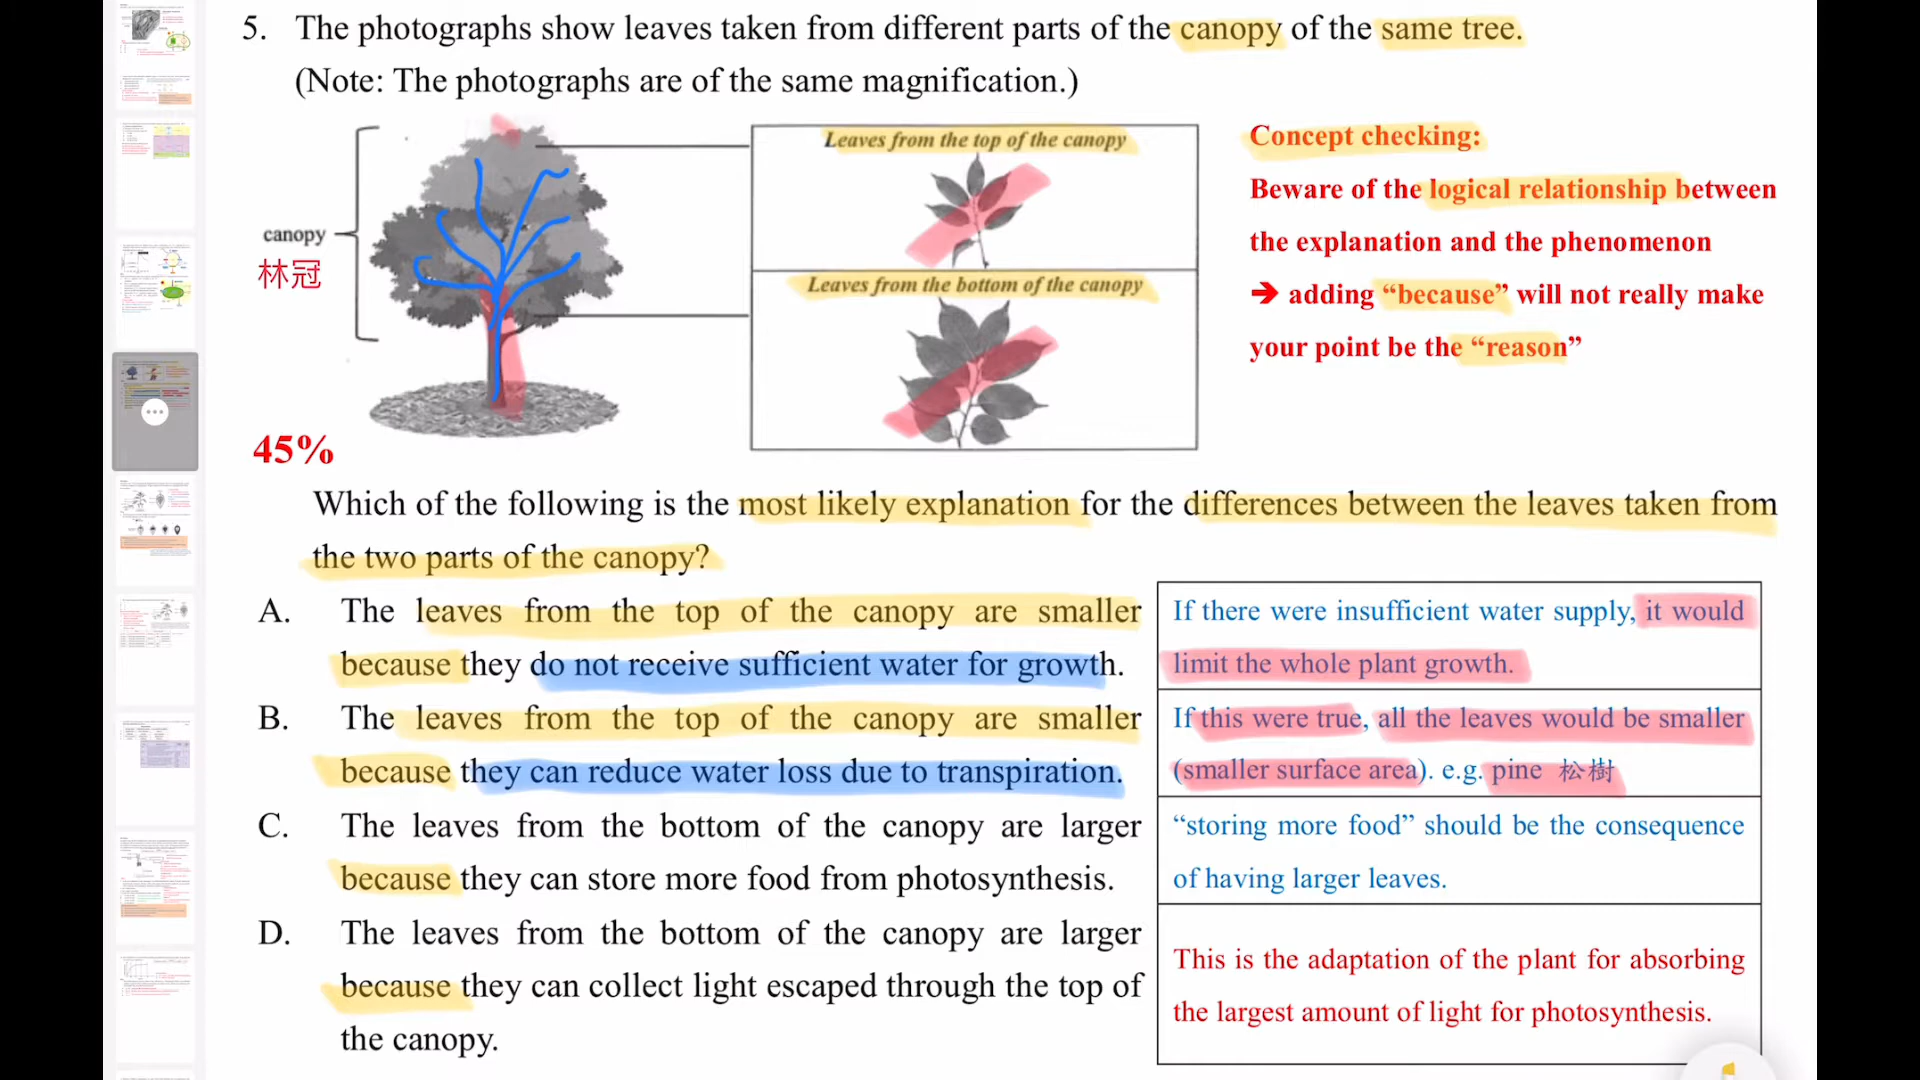 5. The photographs show leaves taken from different parts of the canopy of the same tree.
(Note: The photographs are of the same magnification.)
canopy
林冠
45%
Leaves from the top of the canopy
Leaves from the bottom of the canopy
Concept checking:
Beware of the logical relationship between
the explanation and the phenomenon
➔ adding “because” will not really make
your point be the “reason”
Which of the following is the most likely explanation for the differences between the leaves taken from
the two parts of the canopy?
A. The leaves from the top of the canopy are smaller
because they do not receive sufficient water for growth.
If there were insufficient water supply, it would
limit the whole plant growth.
B. The leaves from the top of the canopy are smaller
because they can reduce water loss due to transpiration.
If this were true, all the leaves would be smaller
(smaller surface area). e.g. pine 松樹
C. The leaves from the bottom of the canopy are larger
because they can store more food from photosynthesis.
“storing more food” should be the consequence
of having larger leaves.
D. The leaves from the bottom of the canopy are larger
because they can collect light escaped through the top of
the canopy.
This is the adaptation of the plant for absorbing
the largest amount of light for photosynthesis.